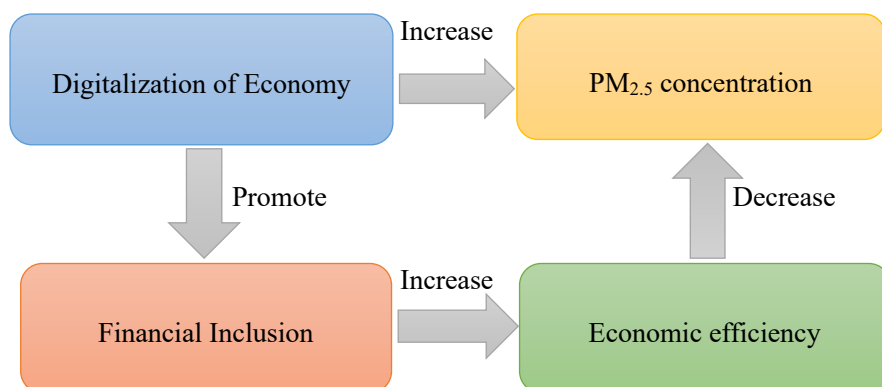 Increase
Digitalization of Economy
PM₂.₅ concentration
Promote
Decrease
Increase
Financial Inclusion
Economic efficiency